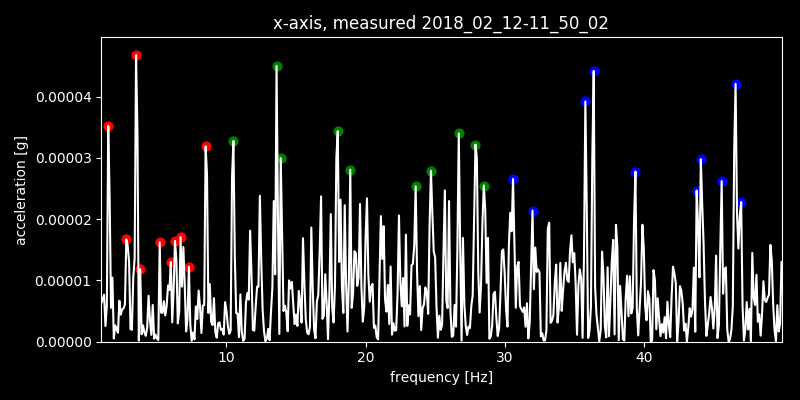 x-axis, measured 2018_02_12-11_50_02
acceleration [g]
0.00004
0.00003
0.00002
0.00001
0.00000
10 20 30 40
frequency [Hz]